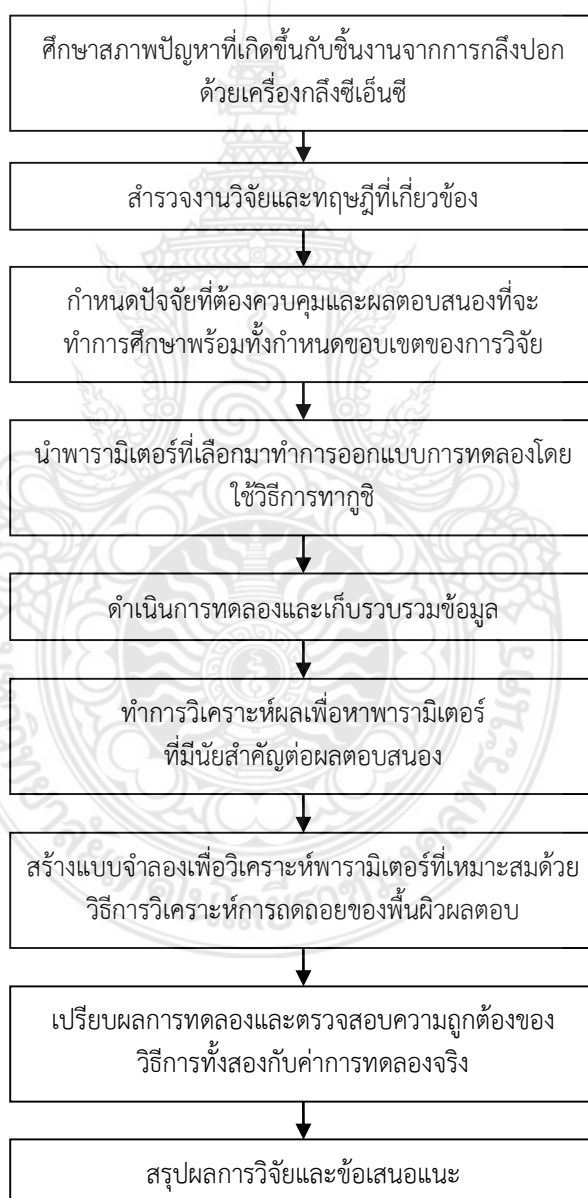 ศึกษาสภาพปัญหาที่เกิดขึ้นกับชิ้นงานจากการกลึงปอก
ด้วยเครื่องกลึงซีเอ็นซี
สำรวจงานวิจัยและทฤษฎีที่เกี่ยวข้อง
กำหนดปัจจัยที่ต้องควบคุมและผลตอบสนองที่จะ
ทำการศึกษาพร้อมทั้งกำหนดขอบเขตของการวิจัย
นำพารามิเตอร์ที่เลือกมาทำการออกแบบการทดลองโดย
ใช้วิธีการทากูชิ
ดำเนินการทดลองและเก็บรวบรวมข้อมูล
ทำการวิเคราะห์ผลเพื่อหาพารามิเตอร์
ที่มีนัยสำคัญต่อผลตอบสนอง
สร้างแบบจำลองเพื่อวิเคราะห์พารามิเตอร์ที่เหมาะสมด้วย
วิธีการวิเคราะห์การถดถอยของพื้นผิวผลตอบ
เปรียบผลการทดลองและตรวจสอบความถูกต้องของ
วิธีการทั้งสองกับค่าการทดลองจริง
สรุปผลการวิจัยและข้อเสนอแนะ